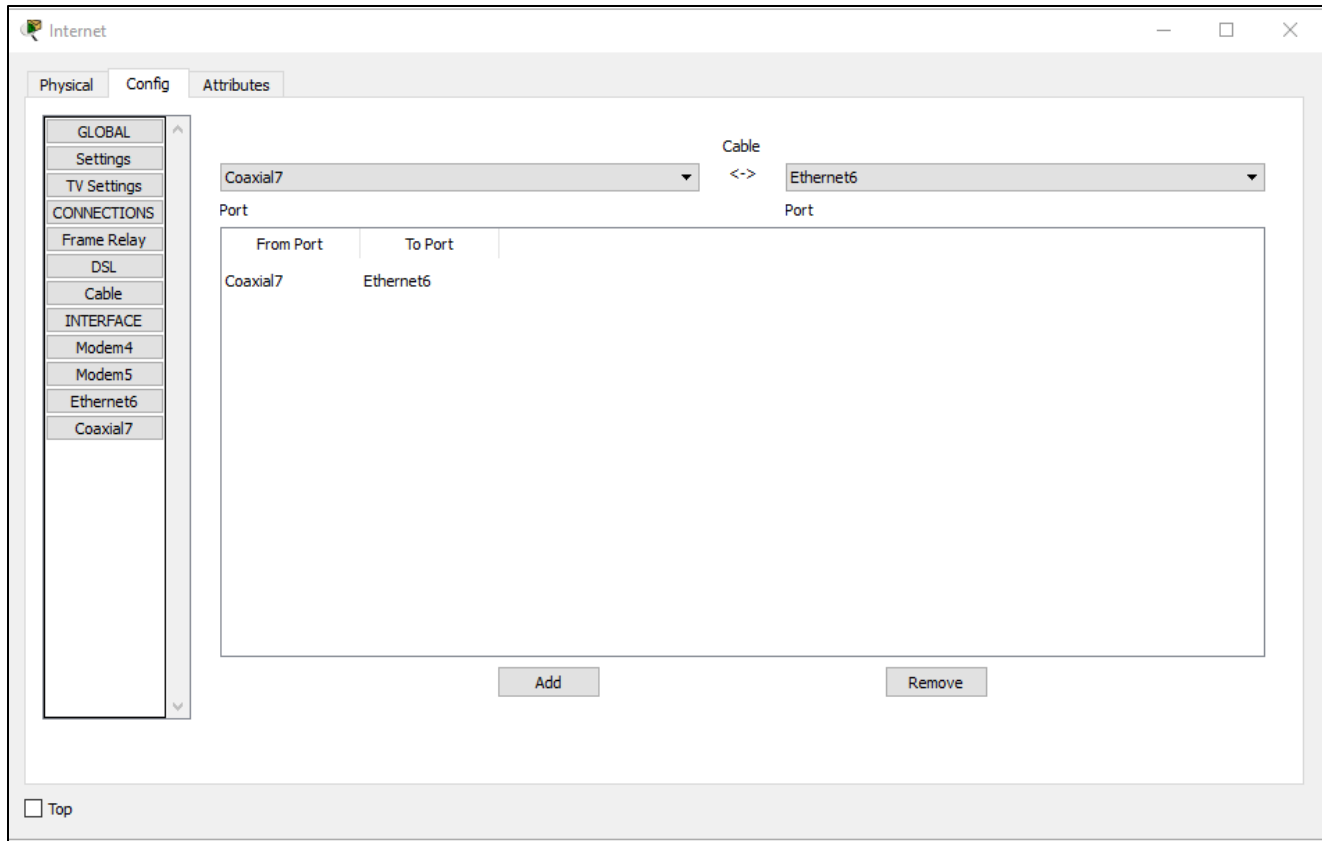 Internet
Physical Config Attributes
GLOBAL
Settings
TV Settings
CONNECTIONS
Frame Relay
DSL
Cable
INTERFACE
Modem4
Modem5
Ethernet6
Coaxial7
Cable
Coaxial7 <-> Ethernet6
Port Port
From Port To Port
Coaxial7 Ethernet6
Add Remove
Top